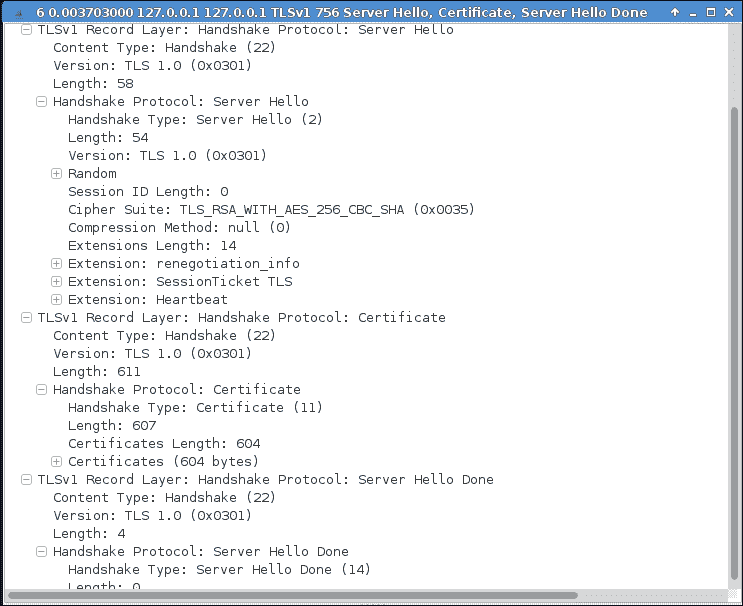 6 0.003703000 127.0.0.1 127.0.0.1 TLSv1 756 Server Hello, Certificate, Server Hello Done
TLSv1 Record Layer: Handshake Protocol: Server Hello
Content Type: Handshake (22)
Version: TLS 1.0 (0x0301)
Length: 58
Handshake Protocol: Server Hello
Handshake Type: Server Hello (2)
Length: 54
Version: TLS 1.0 (0x0301)
Random
Session ID Length: 0
Cipher Suite: TLS_RSA_WITH_AES_256_CBC_SHA (0x0035)
Compression Method: null (0)
Extensions Length: 14
Extension: renegotiation_info
Extension: SessionTicket TLS
Extension: Heartbeat
TLSv1 Record Layer: Handshake Protocol: Certificate
Content Type: Handshake (22)
Version: TLS 1.0 (0x0301)
Length: 611
Handshake Protocol: Certificate
Handshake Type: Certificate (11)
Length: 607
Certificates Length: 604
Certificates (604 bytes)
TLSv1 Record Layer: Handshake Protocol: Server Hello Done
Content Type: Handshake (22)
Version: TLS 1.0 (0x0301)
Length: 4
Handshake Protocol: Server Hello Done
Handshake Type: Server Hello Done (14)
Length: 0